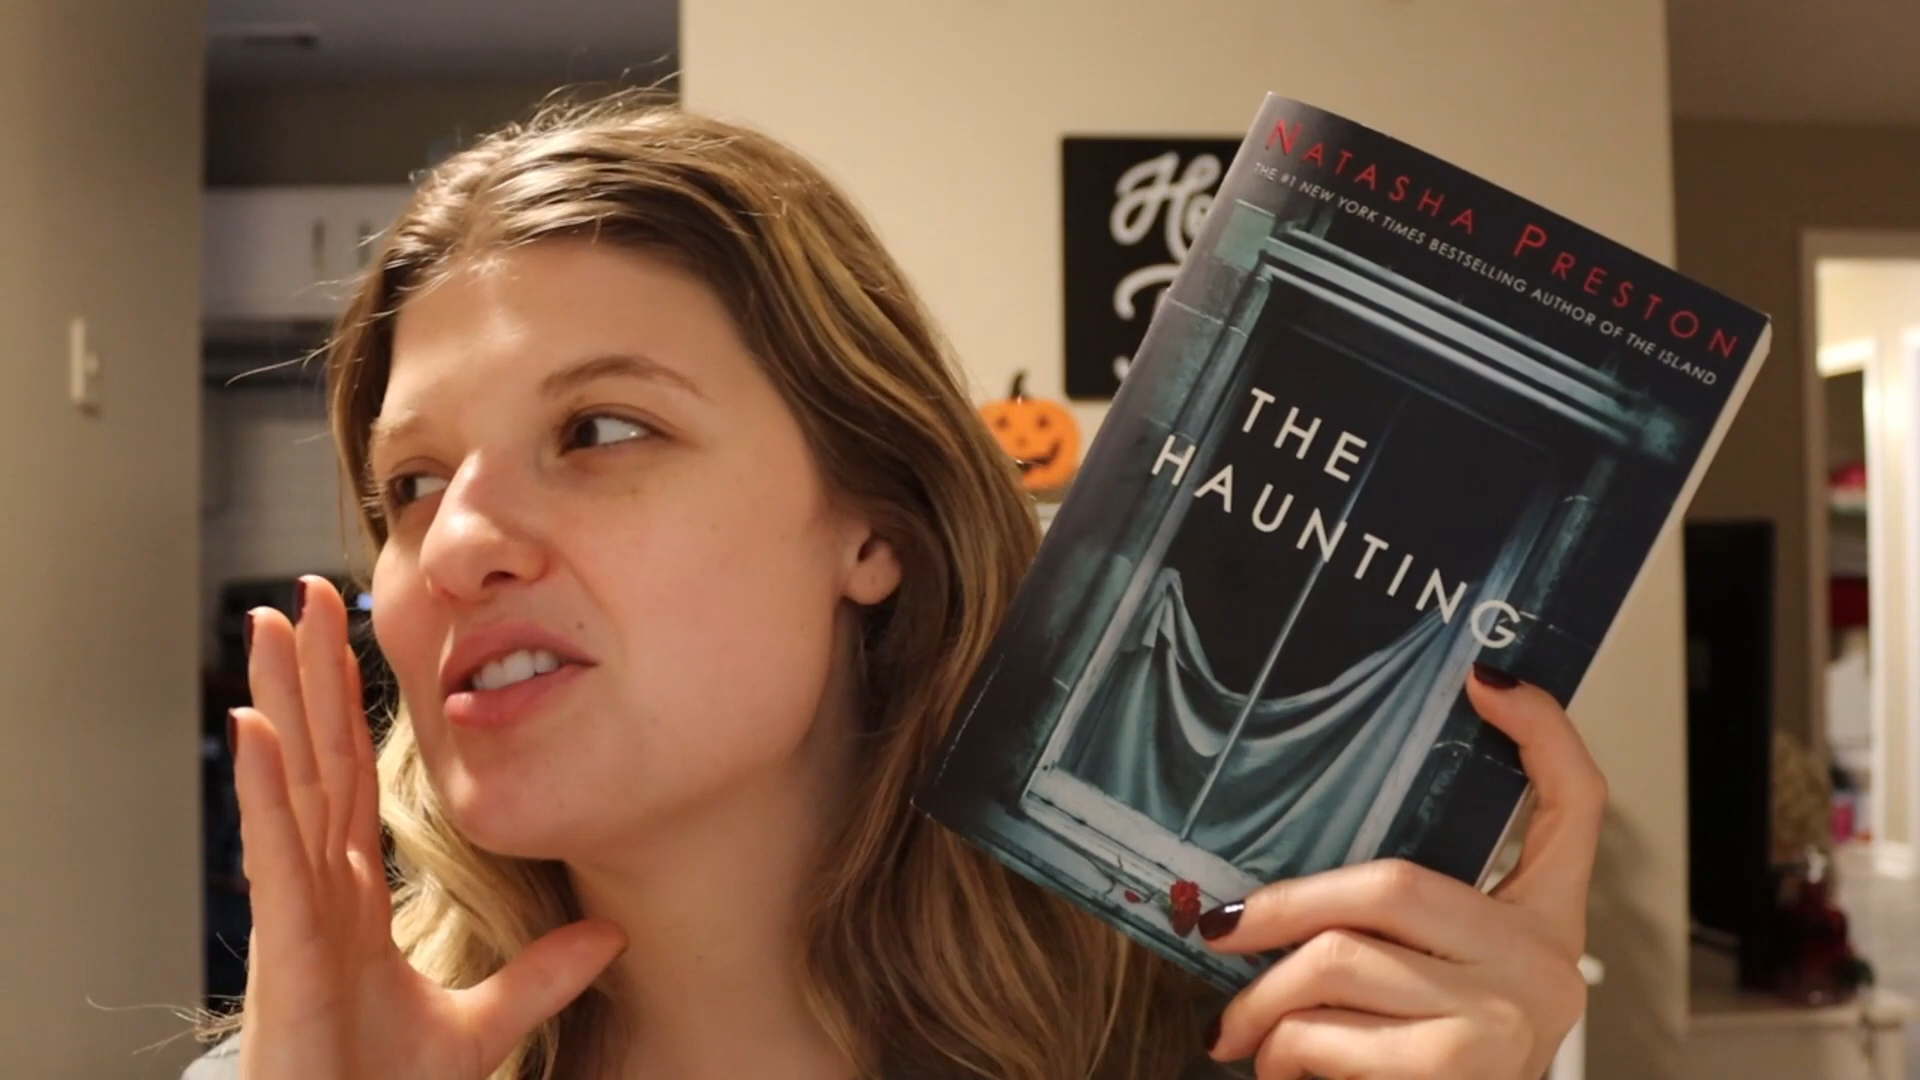 NATASHA PRESTON
THE #1 NEW YORK TIMES BESTSELLING AUTHOR OF THE ISLAND
THE
HAUNTING